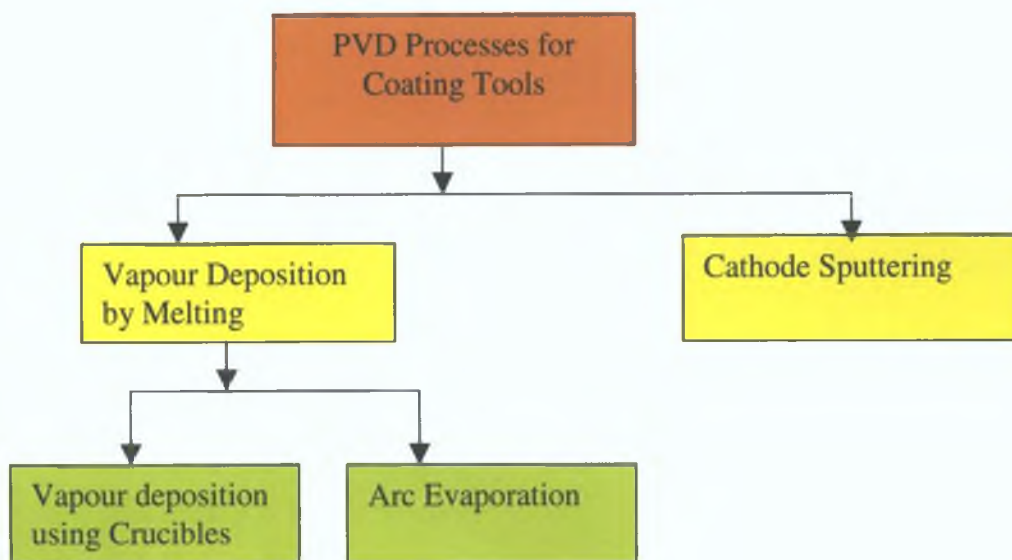 PVD Processes for
Coating Tools
Vapour Deposition
by Melting
Cathode Sputtering
Vapour deposition
using Crucibles
Arc Evaporation